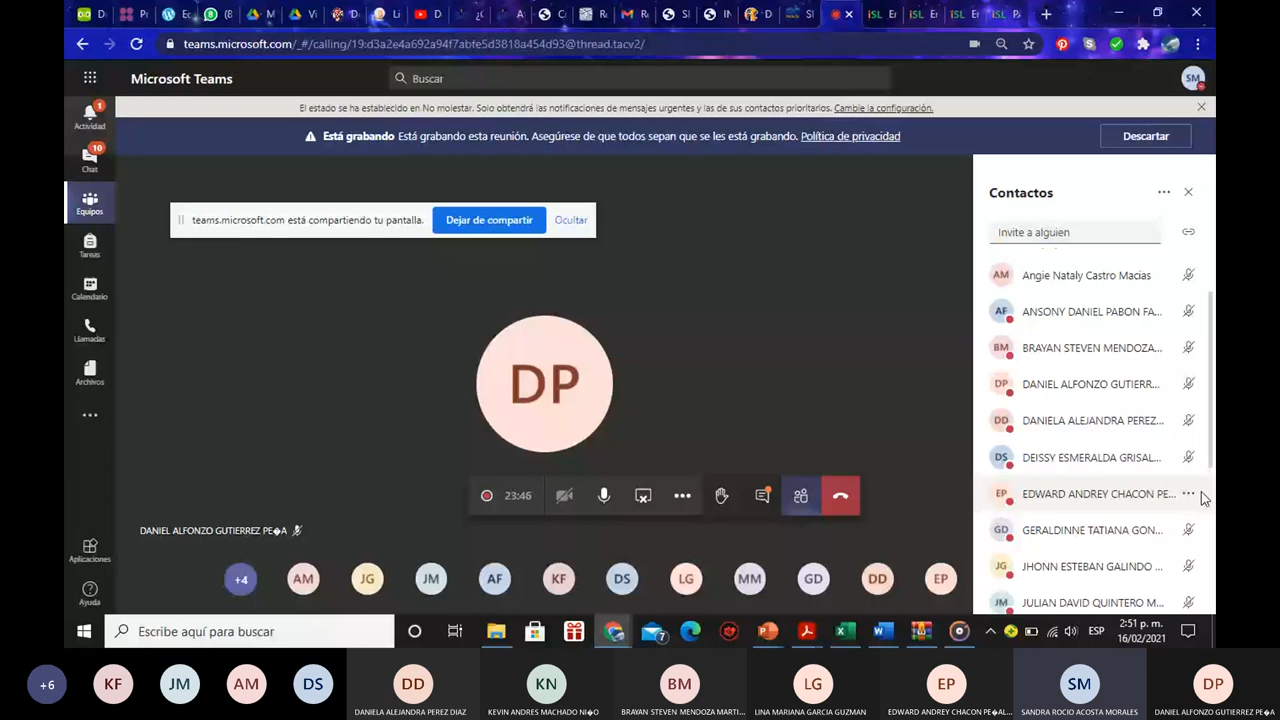 teams.microsoft.com/_#/calling/19:d3a2e4a692a94f7abfe5d3818a454d93@thread.tacv2/
Microsoft Teams
Buscar
SM
El estado se ha establecido en No molestar. Solo obtendrá las notificaciones de mensajes urgentes y las de sus contactos prioritarios. Cambie la configuración.
Está grabando Está grabando esta reunión. Asegúrese de que todos sepan que se les está grabando. Política de privacidad
Descartar
1
Actividad
10
Chat
Equipos
Tareas
Calendario
Llamadas
Archivos
Aplicaciones
Ayuda
teams.microsoft.com está compartiendo tu pantalla.
Dejar de compartir
Ocultar
DP
23:46
DANIEL ALFONZO GUTIERREZ PE�A
+4 AM JG JM AF KF DS LG MM GD DD EP
Contactos
Invite a alguien
AM Angie Nataly Castro Macias
AF ANSONY DANIEL PABON FA...
BM BRAYAN STEVEN MENDOZA...
DP DANIEL ALFONZO GUTIERR...
DD DANIELA ALEJANDRA PEREZ...
DS DEISSY ESMERALDA GRISAL...
EP EDWARD ANDREY CHACON PE...
GD GERALDINNE TATIANA GON...
JG JHONN ESTEBAN GALINDO ...
JM JULIAN DAVID QUINTERO M...
Escribe aquí para buscar
7
ESP
2:51 p. m.
16/02/2021
+6 KF JM AM DS DD KN BM LG EP SM DP
DANIELA ALEJANDRA PEREZ DIAZ
KEVIN ANDRES MACHADO NI�O
BRAYAN STEVEN MENDOZA MARTI...
LINA MARIANA GARCIA GUZMAN
EDWARD ANDREY CHACON PE�AL...
SANDRA ROCIO ACOSTA MORALES
DANIEL ALFONZO GUTIERREZ PE�A